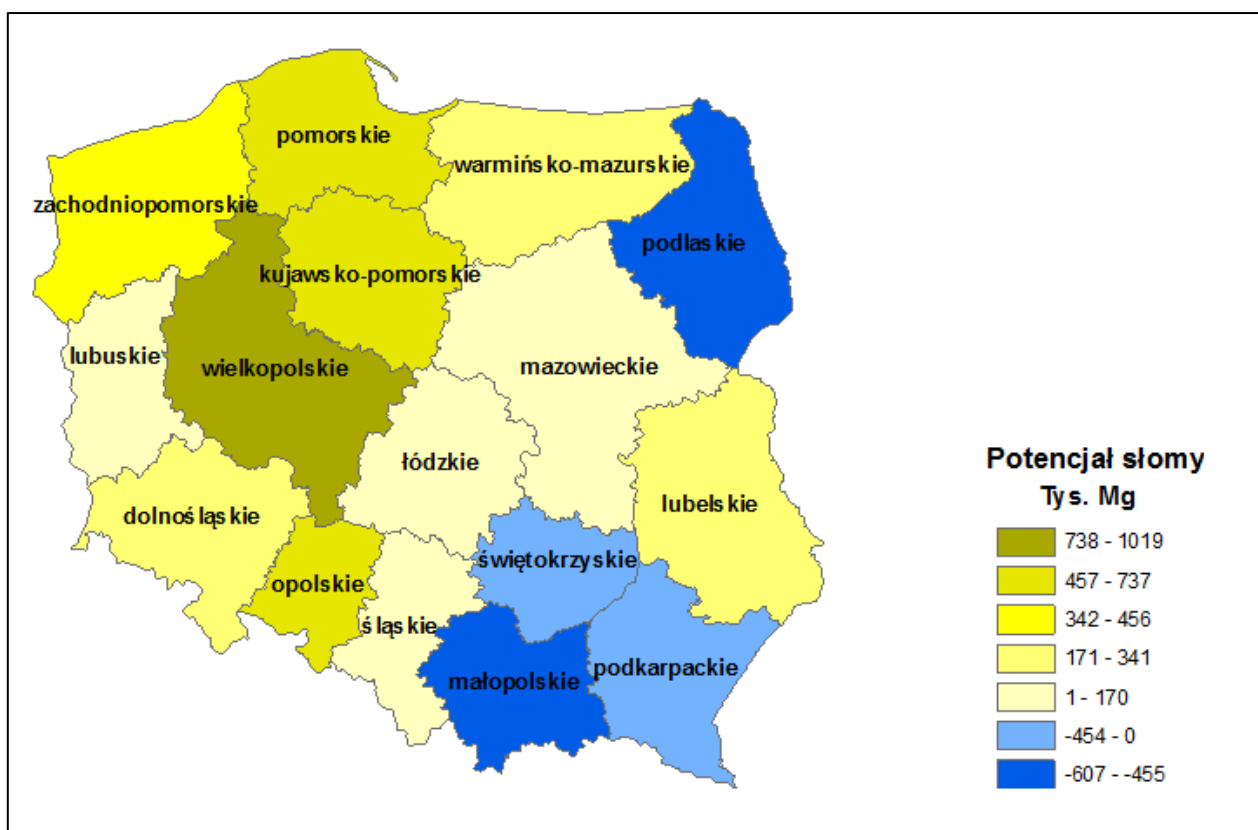 pomorskie
warmińsko-mazurskie
zachodniopomorskie
podlaskie
kujawsko-pomorskie
lubuskie
wielkopolskie
mazowieckie
łódzkie
lubelskie
dolnośląskie
świętokrzyskie
opolskie
śląskie
podkarpackie
małopolskie
Potencjał słomy
Tys. Mg
738 - 1019
457 - 737
342 - 456
171 - 341
1 - 170
-454 - 0
-607 - -455